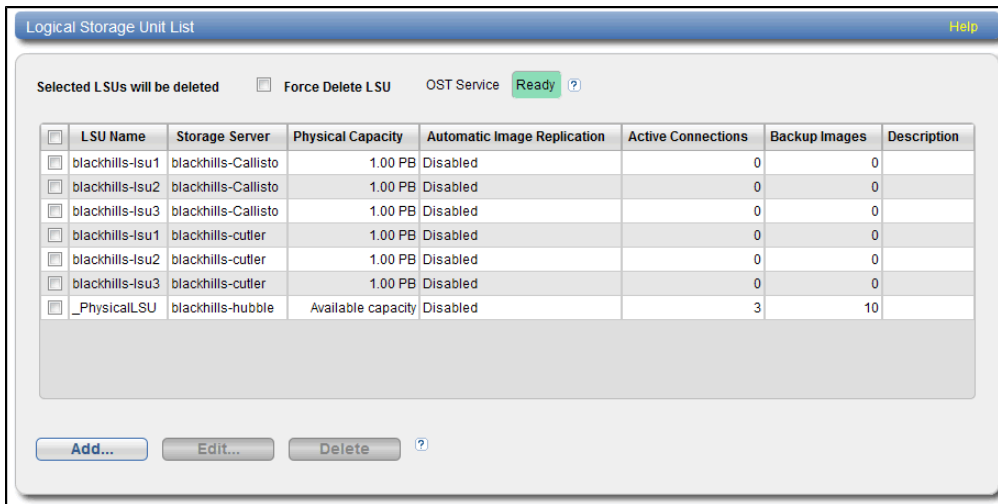 Logical Storage Unit List Help
Selected LSUs will be deleted Force Delete LSU OST Service Ready ?
LSU Name Storage Server Physical Capacity Automatic Image Replication Active Connections Backup Images Description
blackhills-lsu1 blackhills-Callisto 1.00 PB Disabled 0 0
blackhills-lsu2 blackhills-Callisto 1.00 PB Disabled 0 0
blackhills-lsu3 blackhills-Callisto 1.00 PB Disabled 0 0
blackhills-lsu1 blackhills-cutler 1.00 PB Disabled 0 0
blackhills-lsu2 blackhills-cutler 1.00 PB Disabled 0 0
blackhills-lsu3 blackhills-cutler 1.00 PB Disabled 0 0
_PhysicalLSU blackhills-hubble Available capacity Disabled 3 10
Add... Edit... Delete ?